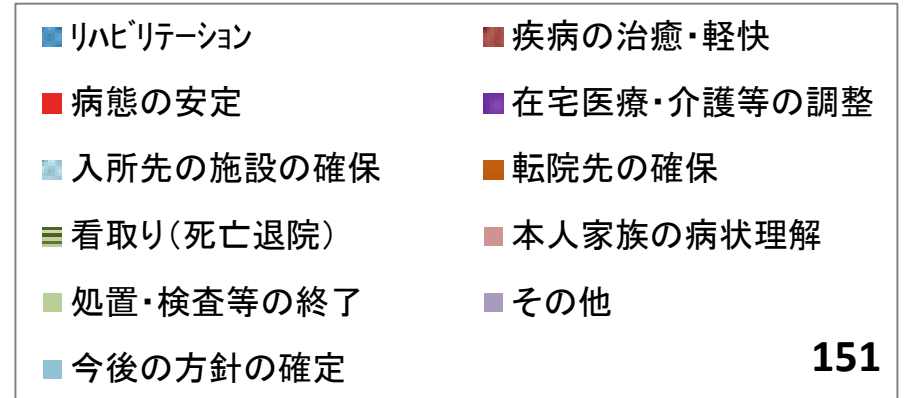 ﾘﾊﾋﾞﾘテーション
疾病の治癒・軽快
病態の安定
在宅医療・介護等の調整
入所先の施設の確保
転院先の確保
看取り（死亡退院）
本人家族の病状理解
処置・検査等の終了
その他
今後の方針の確定
151